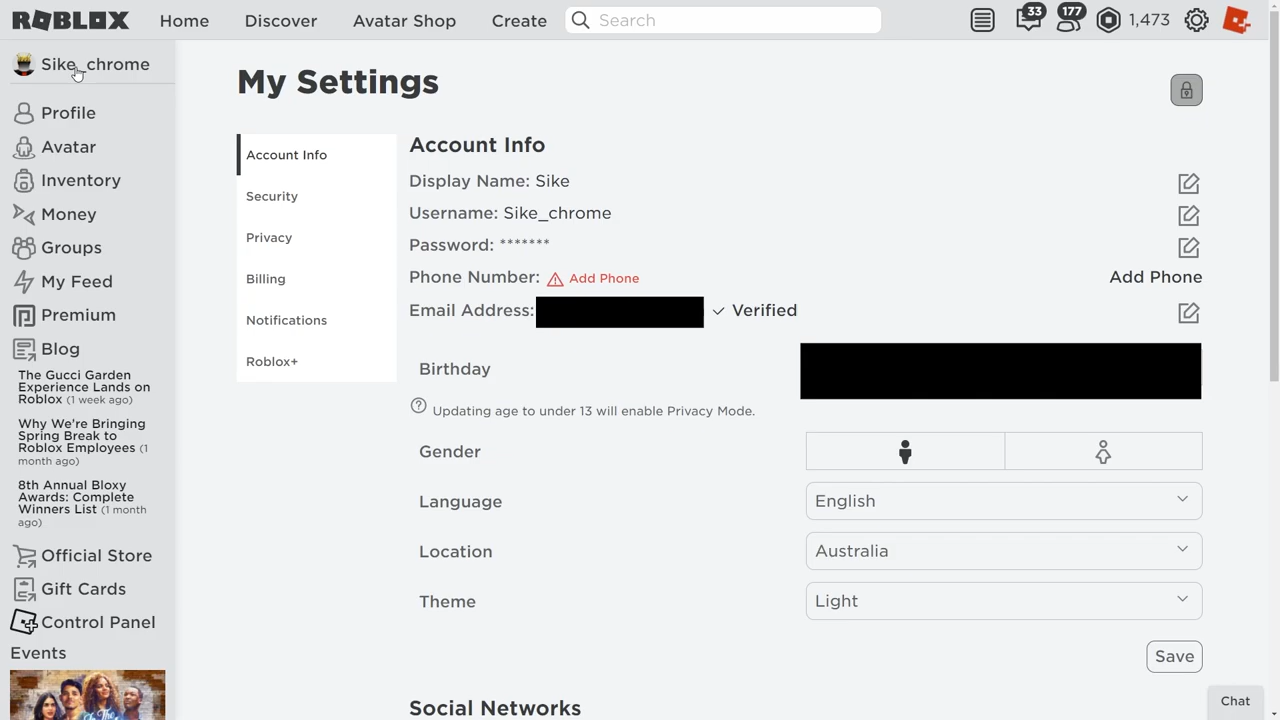 ROBLOX
Home
Discover
Avatar Shop
Create
Search
33
177
1,473
Sike_chrome
Profile
Avatar
Inventory
Money
Groups
My Feed
Premium
Blog
The Gucci Garden
Experience Lands on
Roblox (1 week ago)
Why We're Bringing
Spring Break to
Roblox Employees (1
month ago)
8th Annual Bloxy
Awards: Complete
Winners List (1 month
ago)
Official Store
Gift Cards
Control Panel
Events
My Settings
Account Info
Security
Privacy
Billing
Notifications
Roblox+
Account Info
Display Name: Sike
Username: Sike_chrome
Password: *******
Phone Number: Add Phone
Add Phone
Email Address:
Verified
Birthday
Updating age to under 13 will enable Privacy Mode.
Gender
Language
English
Location
Australia
Theme
Light
Save
Social Networks
Chat